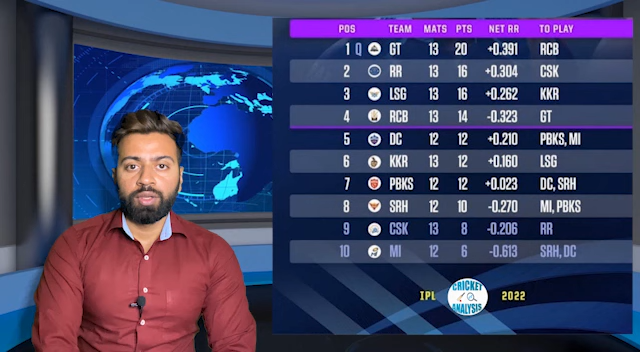 POS TEAM MATS PTS NET RR TO PLAY
1 Q GT 13 20 +0.391 RCB
2 RR 13 16 +0.304 CSK
3 LSG 13 16 +0.262 KKR
4 RCB 13 14 -0.323 GT
5 DC 12 12 +0.210 PBKS, MI
6 KKR 13 12 +0.160 LSG
7 PBKS 12 12 +0.023 DC, SRH
8 SRH 12 10 -0.270 MI, PBKS
9 CSK 13 8 -0.206 RR
10 MI 12 6 -0.613 SRH, DC
IPL CRICKET ANALYSIS 2022